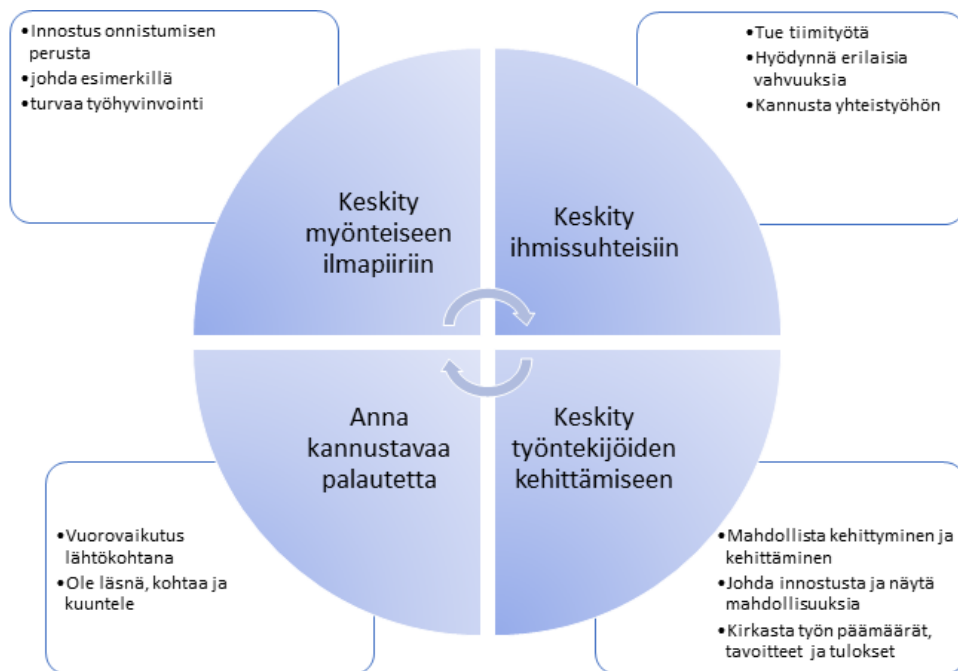 •Innostus onnistumisen
perusta
•johda esimerkillä
•turvaa työhyvinvointi
•Tue tiimityötä
•Hyödynnä erilaisia
vahvuuksia
•Kannusta yhteistyöhön
Keskity
myönteiseen
ilmapiiriin
Keskity
ihmissuhteisiin
Anna
kannustavaa
palautetta
Keskity
työntekijöiden
kehittämiseen
•Vuorovaikutus
lähtökohtana
•Ole läsnä, kohtaa ja
kuuntele
•Mahdollista kehittyminen ja
kehittäminen
•Johda innostusta ja näytä
mahdollisuuksia
•Kirkasta työn päämäärät,
tavoitteet ja tulokset